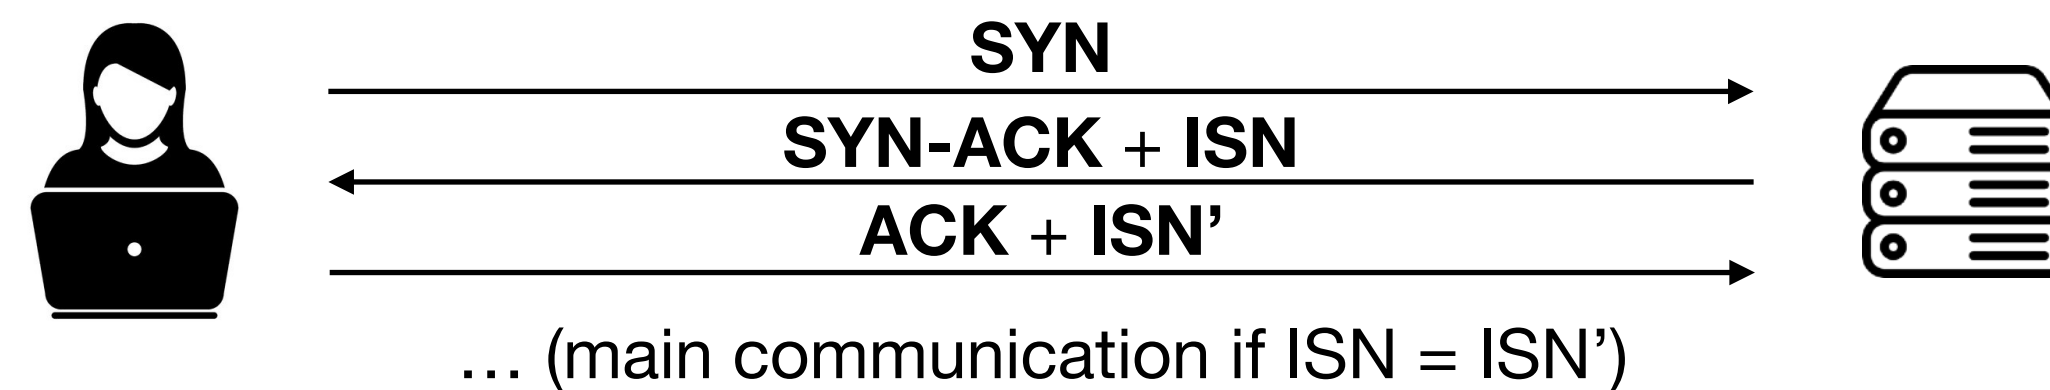 SYN
SYN-ACK + ISN
ACK + ISN’
… (main communication if ISN = ISN’)